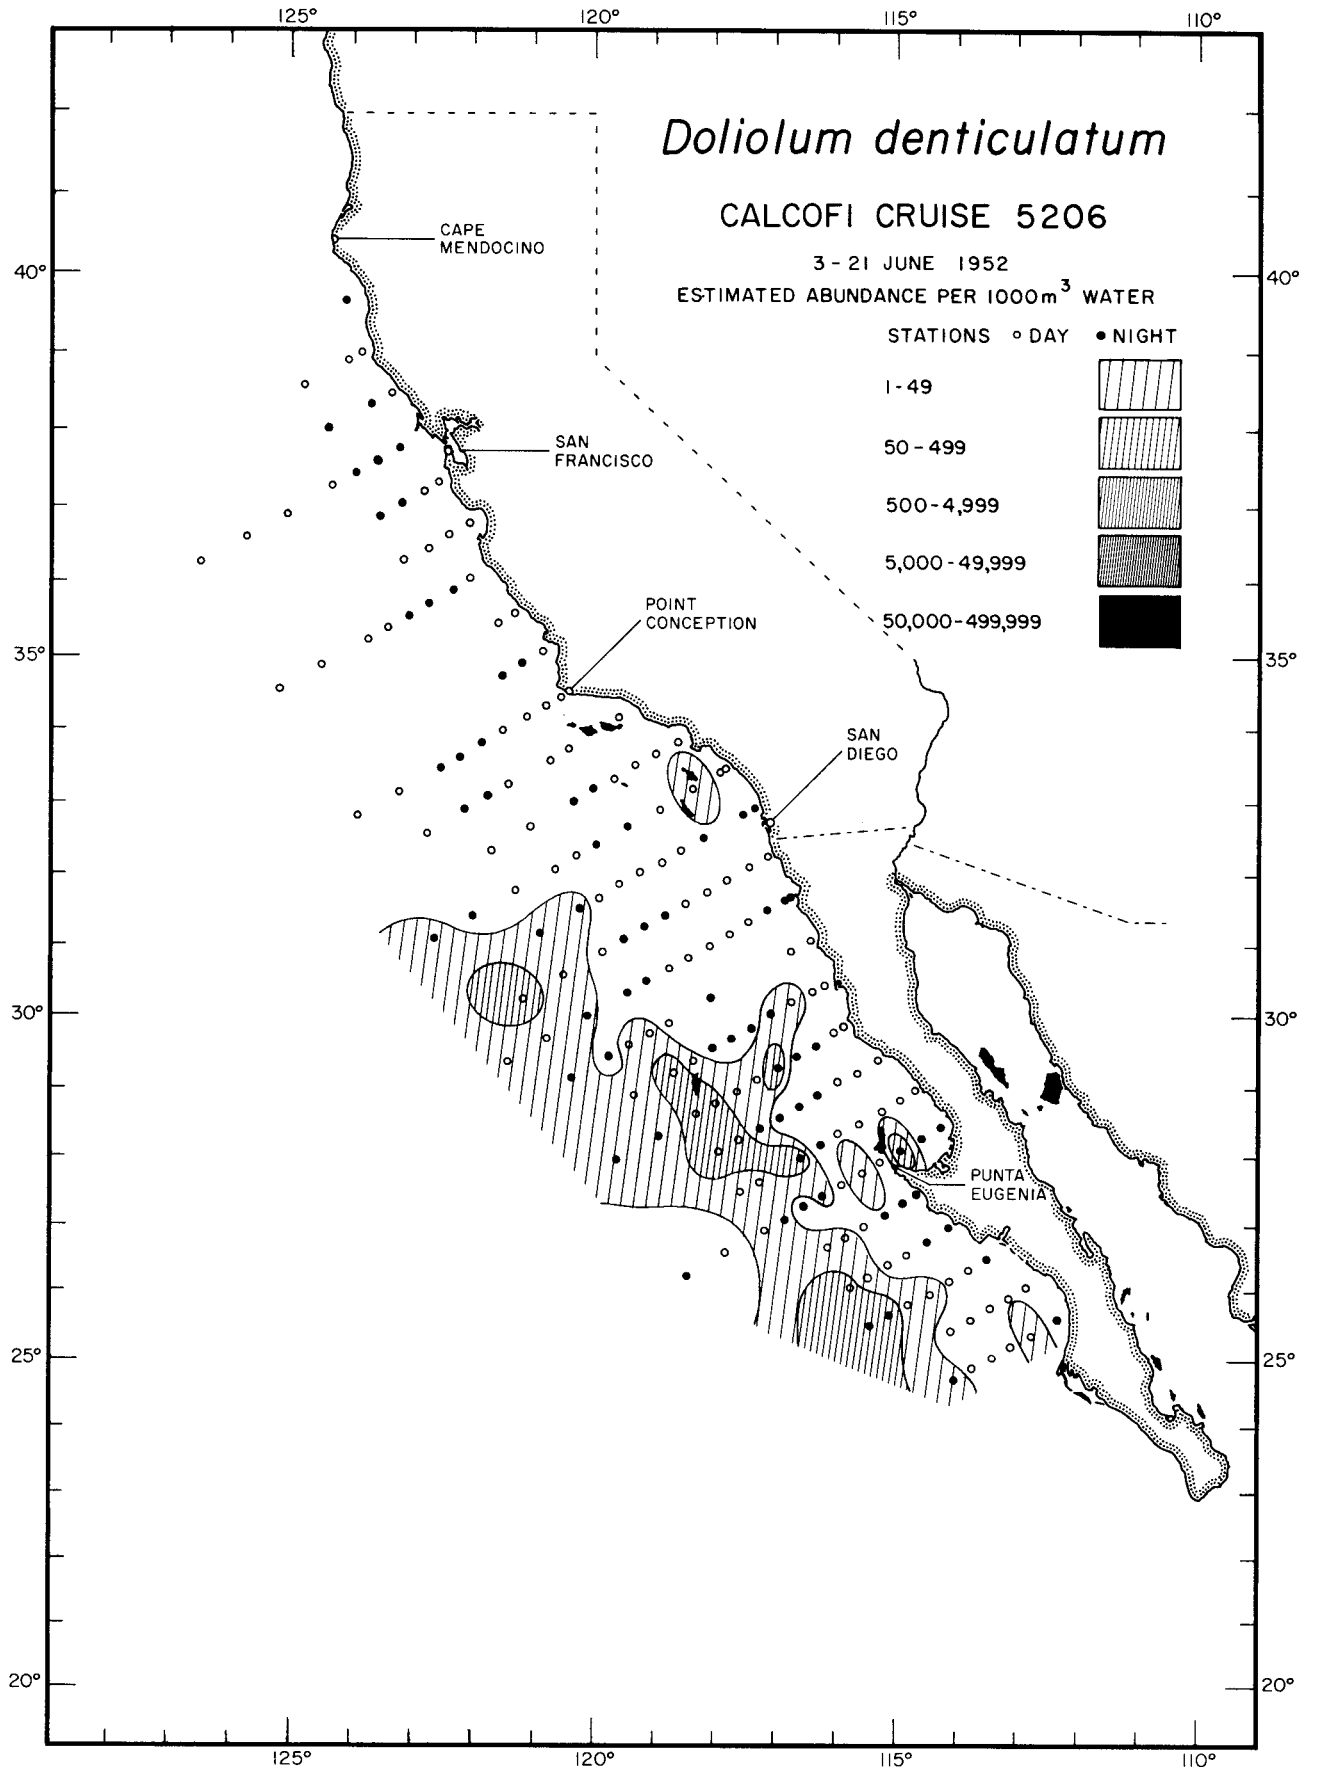 125° 120° 115° 110°
Doliolum denticulatum
CALCOFI CRUISE 5206
3-21 JUNE 1952
ESTIMATED ABUNDANCE PER 1000m³ WATER
STATIONS ○ DAY ● NIGHT
1-49
50-499
500-4,999
5,000-49,999
50,000-499,999
CAPE
MENDOCINO
40° 40°
SAN
FRANCISCO
POINT
CONCEPTION
35° 35°
SAN
DIEGO
30° 30°
PUNTA
EUGENIA
25° 25°
20° 20°
125° 120° 115° 110°